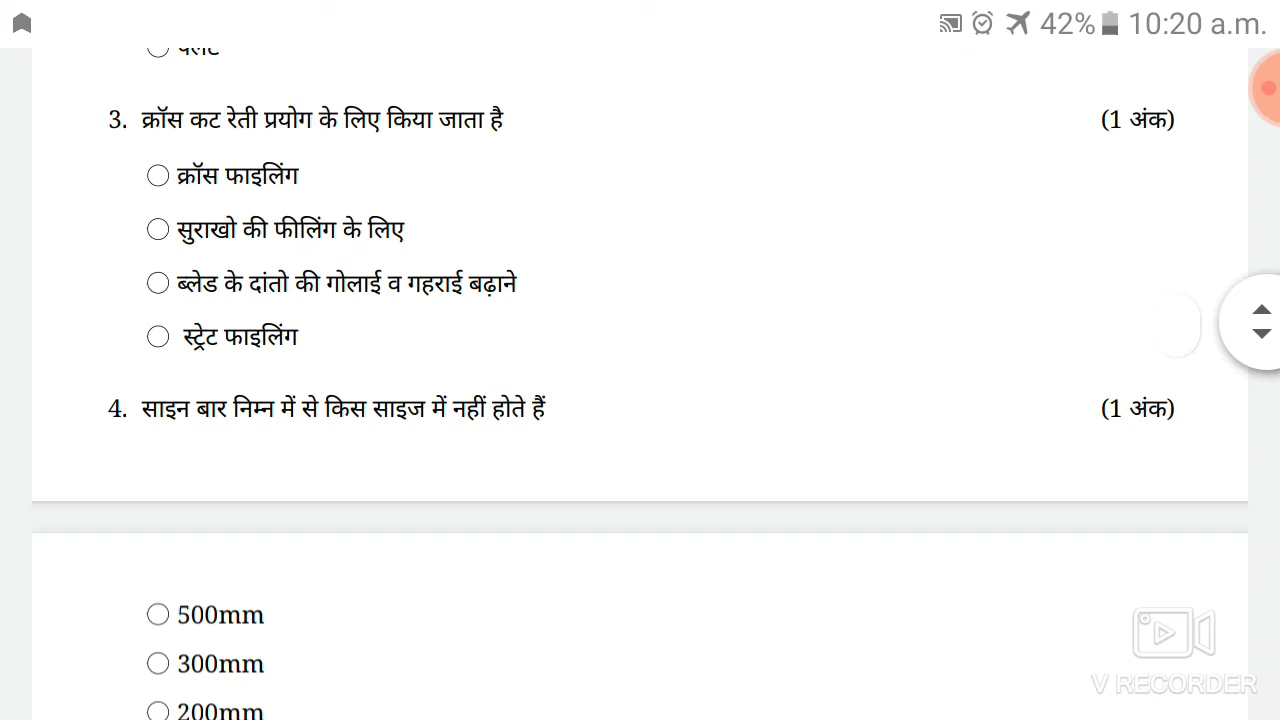 42% 10:20 a.m.
3. क्रॉस कट रेती प्रयोग के लिए किया जाता है (1 अंक)
क्रॉस फाइलिंग
सुराखो की फीलिंग के लिए
ब्लेड के दांतो की गोलाई व गहराई बढ़ाने
स्ट्रेट फाइलिंग
4. साइन बार निम्न में से किस साइज में नहीं होते हैं (1 अंक)
500mm
300mm
200mm
V RECORDER